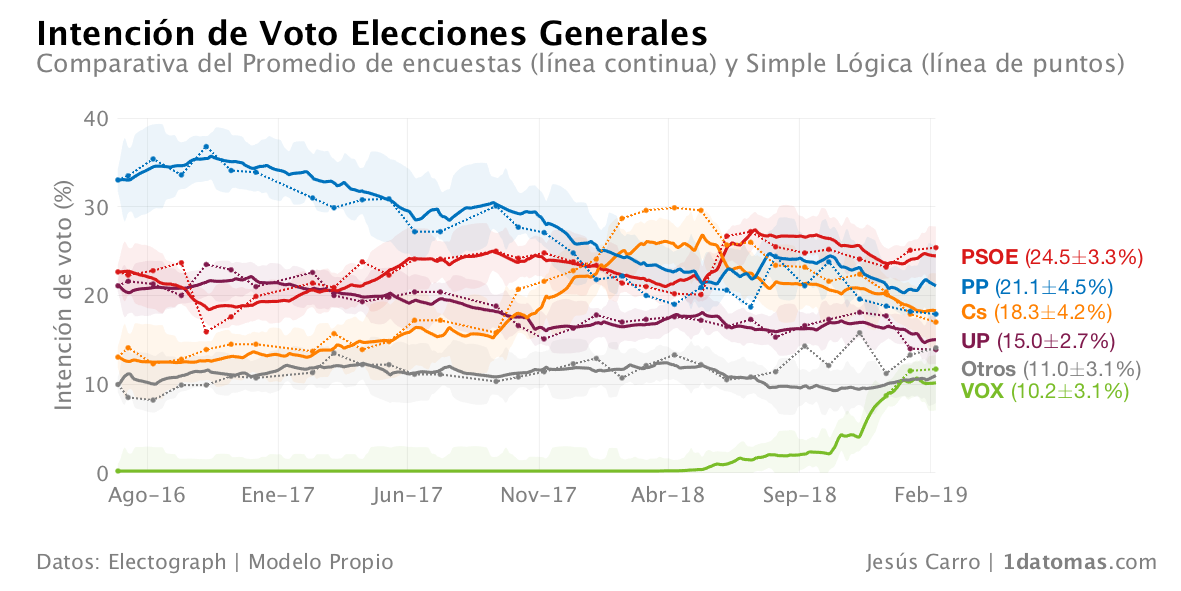 Intención de Voto Elecciones Generales
Comparativa del Promedio de encuestas (línea continua) y Simple Lógica (línea de puntos)
Intención de voto (%)
40
30
20
10
0
Ago-16 Ene-17 Jun-17 Nov-17 Abr-18 Sep-18 Feb-19
PSOE (24.5±3.3%)
PP (21.1±4.5%)
Cs (18.3±4.2%)
UP (15.0±2.7%)
Otros (11.0±3.1%)
VOX (10.2±3.1%)
Datos: Electograph | Modelo Propio
Jesús Carro | 1datomas.com